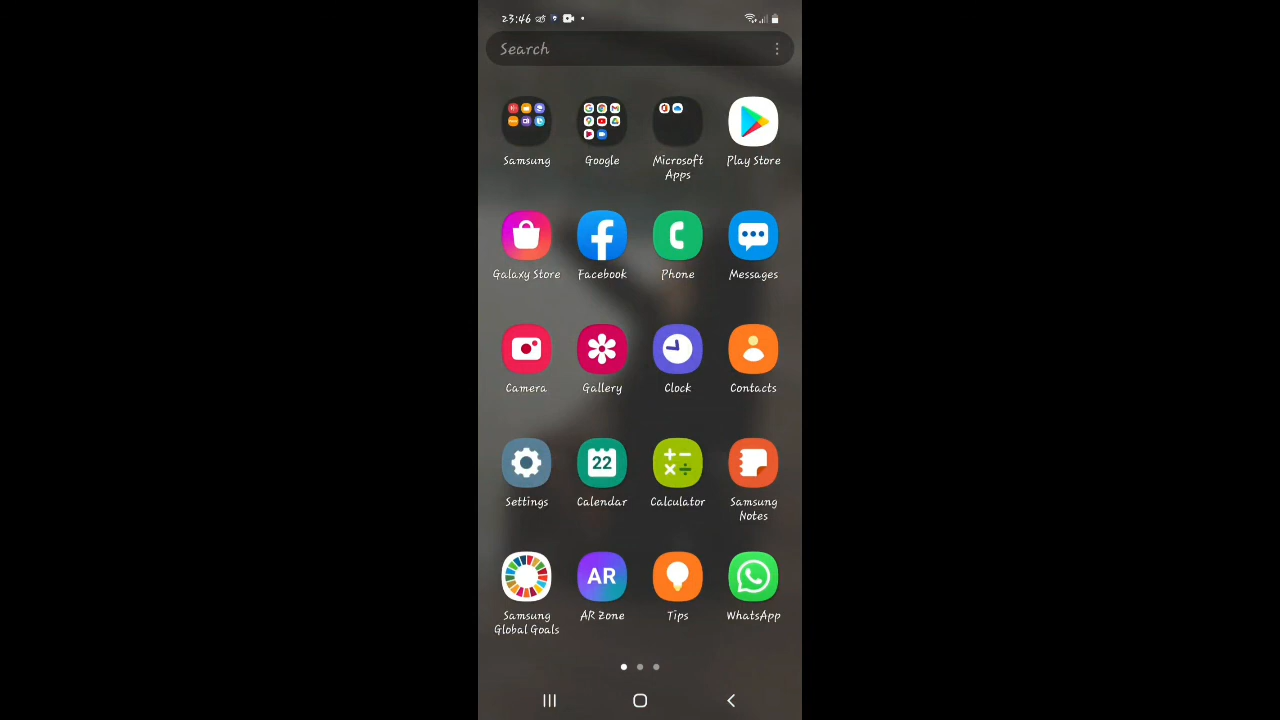 23:46
Search
Samsung
Google
Microsoft
Apps
Play Store
Galaxy Store
Facebook
Phone
Messages
Camera
Gallery
Clock
Contacts
22
Settings
Calendar
Calculator
Samsung
Notes
AR
Samsung
Global Goals
AR Zone
Tips
WhatsApp